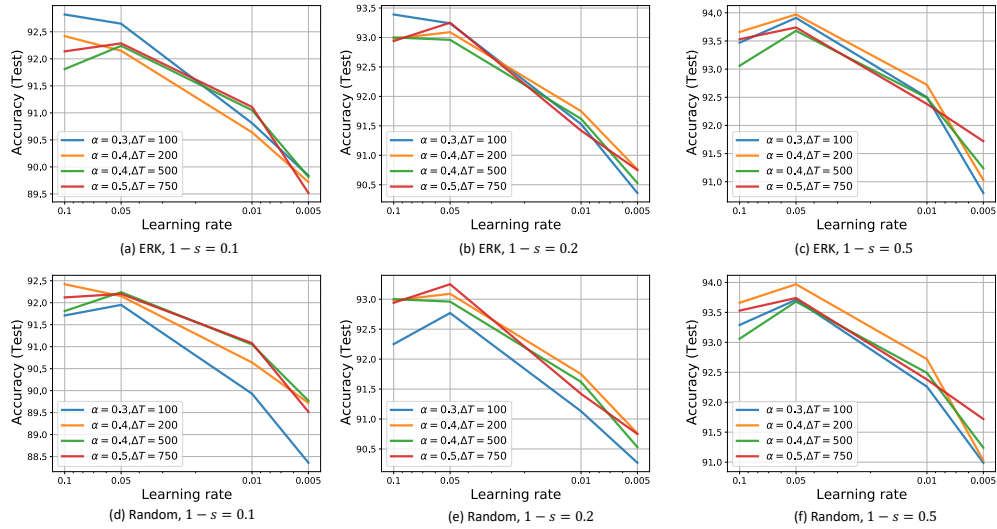 Accuracy (Test)
92.5
92.0
91.5
91.0
90.5
90.0
89.5
α = 0.3,ΔT = 100
α = 0.4,ΔT = 200
α = 0.4,ΔT = 500
α = 0.5,ΔT = 750
0.1 0.05 0.01 0.005
Learning rate
(a) ERK, 1 − s = 0.1
Accuracy (Test)
93.5
93.0
92.5
92.0
91.5
91.0
90.5
α = 0.3,ΔT = 100
α = 0.4,ΔT = 200
α = 0.4,ΔT = 500
α = 0.5,ΔT = 750
0.1 0.05 0.01 0.005
Learning rate
(b) ERK, 1 − s = 0.2
Accuracy (Test)
94.0
93.5
93.0
92.5
92.0
91.5
91.0
α = 0.3,ΔT = 100
α = 0.4,ΔT = 200
α = 0.4,ΔT = 500
α = 0.5,ΔT = 750
0.1 0.05 0.01 0.005
Learning rate
(c) ERK, 1 − s = 0.5
Accuracy (Test)
92.5
92.0
91.5
91.0
90.5
90.0
89.5
89.0
88.5
α = 0.3,ΔT = 100
α = 0.4,ΔT = 200
α = 0.4,ΔT = 500
α = 0.5,ΔT = 750
0.1 0.05 0.01 0.005
Learning rate
(d) Random, 1 − s = 0.1
Accuracy (Test)
93.0
92.5
92.0
91.5
91.0
90.5
α = 0.3,ΔT = 100
α = 0.4,ΔT = 200
α = 0.4,ΔT = 500
α = 0.5,ΔT = 750
0.1 0.05 0.01 0.005
Learning rate
(e) Random, 1 − s = 0.2
Accuracy (Test)
94.0
93.5
93.0
92.5
92.0
91.5
91.0
α = 0.3,ΔT = 100
α = 0.4,ΔT = 200
α = 0.4,ΔT = 500
α = 0.5,ΔT = 750
0.1 0.05 0.01 0.005
Learning rate
(f) Random, 1 − s = 0.5